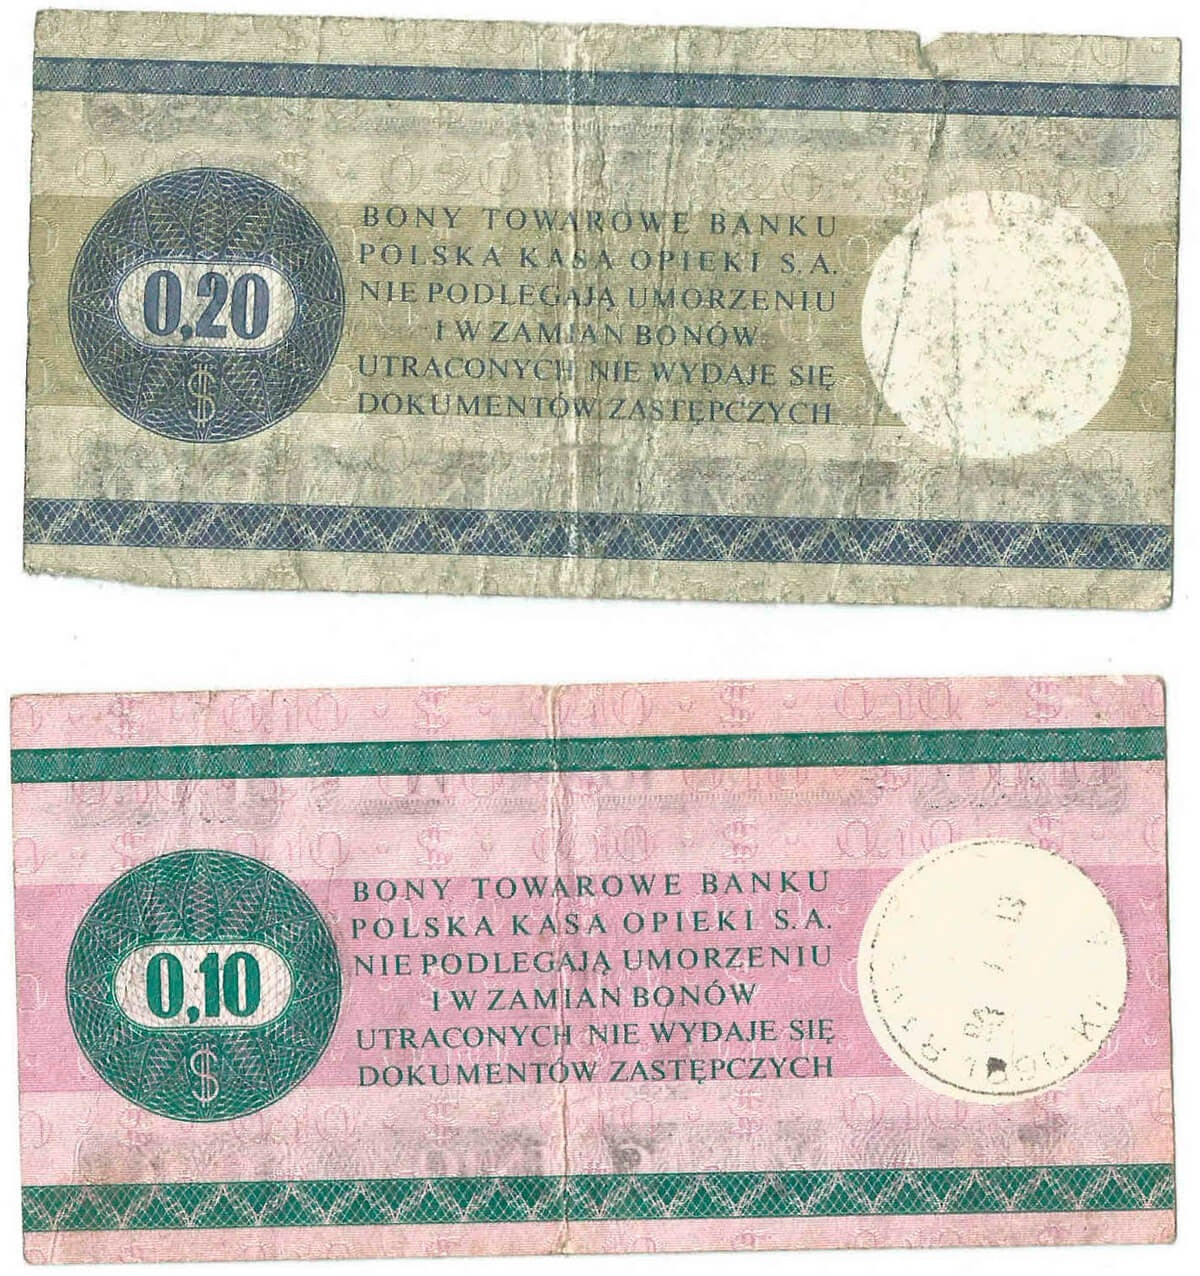 BONY TOWAROWE BANKU
POLSKA KASA OPIEKI S.A.
NIE PODLEGAJĄ UMORZENIU
I W ZAMIAN BONÓW
UTRACONYCH NIE WYDAJE SIĘ
DOKUMENTÓW ZASTĘPCZYCH
0,20
$
BONY TOWAROWE BANKU
POLSKA KASA OPIEKI S.A.
NIE PODLEGAJĄ UMORZENIU
I W ZAMIAN BONÓW
UTRACONYCH NIE WYDAJE SIĘ
DOKUMENTÓW ZASTĘPCZYCH
0,10
$